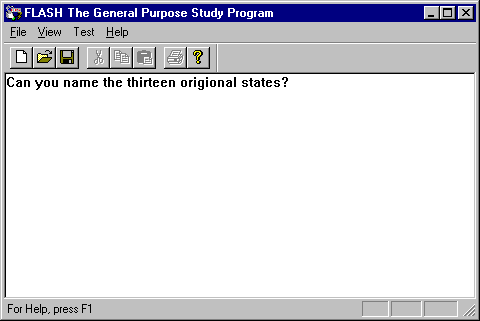 FLASH The General Purpose Study Program
File View Test Help
Can you name the thirteen origional states?
For Help, press F1